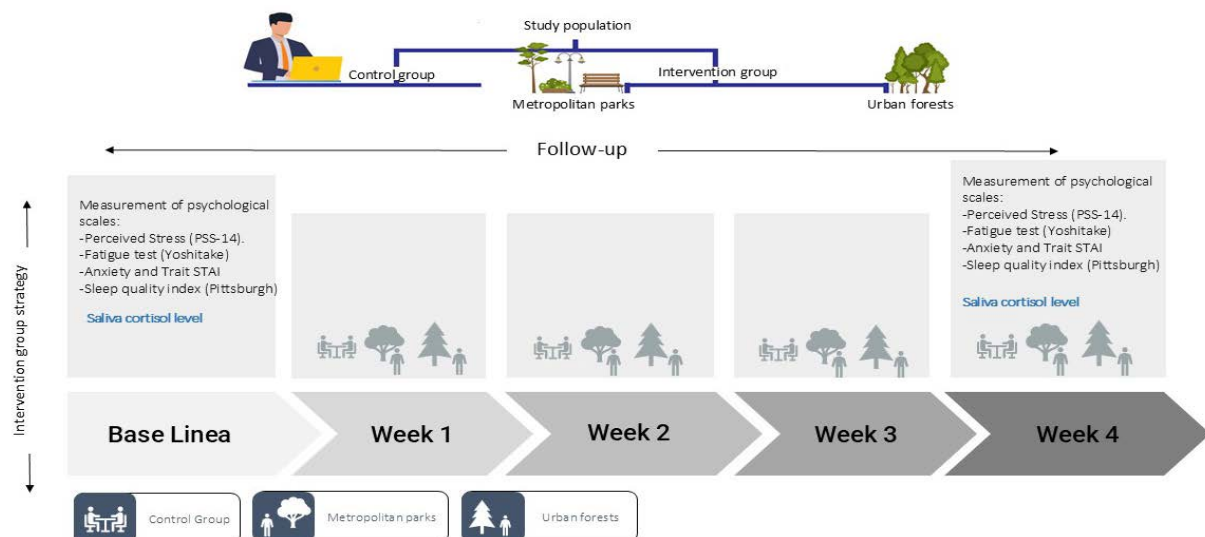 Study population
Control group
Intervention group
Metropolitan parks
Urban forests
Follow-up
Intervention group strategy
Measurement of psychological
scales:
-Perceived Stress (PSS-14).
-Fatigue test (Yoshitake)
-Anxiety and Trait STAI
-Sleep quality index (Pittsburgh)
Saliva cortisol level
Measurement of psychological
scales:
-Perceived Stress (PSS-14).
-Fatigue test (Yoshitake)
-Anxiety and Trait STAI
-Sleep quality index (Pittsburgh)
Saliva cortisol level
Base Linea
Week 1
Week 2
Week 3
Week 4
Control Group
Metropolitan parks
Urban forests